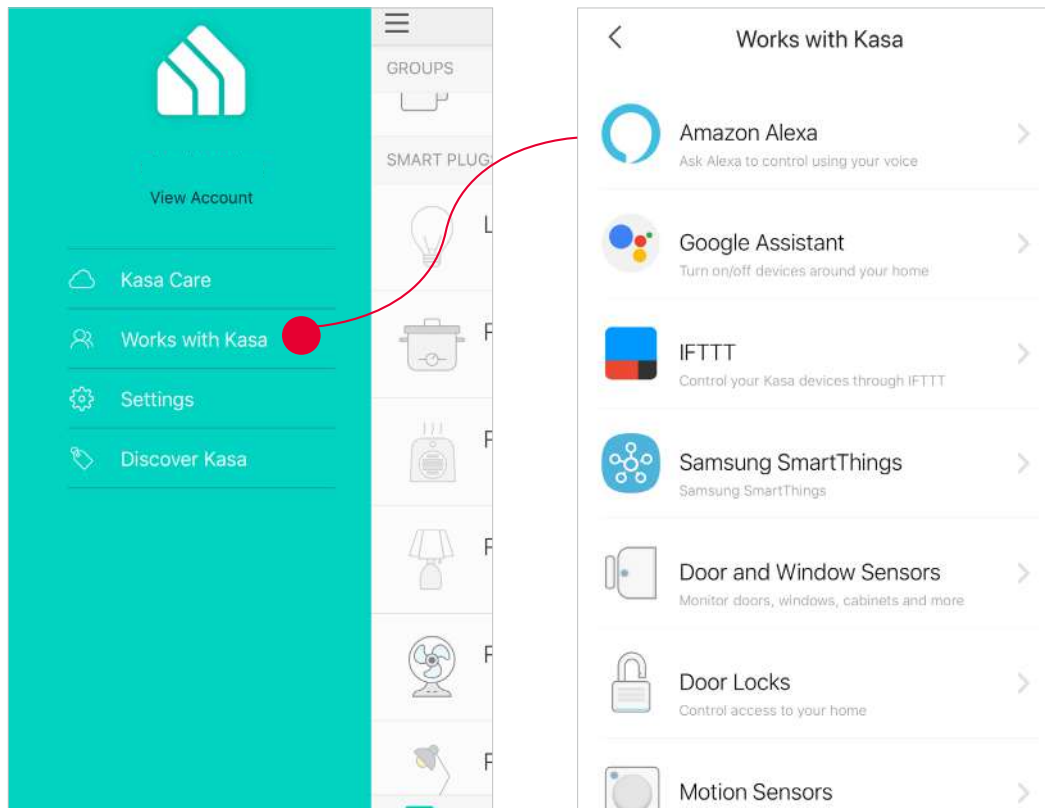 View Account
Kasa Care
Works with Kasa
Settings
Discover Kasa
GROUPS
SMART PLUG
L
F
F
F
F
F
Works with Kasa
Amazon Alexa
Ask Alexa to control using your voice
Google Assistant
Turn on/off devices around your home
IFTTT
Control your Kasa devices through IFTTT
Samsung SmartThings
Samsung SmartThings
Door and Window Sensors
Monitor doors, windows, cabinets and more
Door Locks
Control access to your home
Motion Sensors